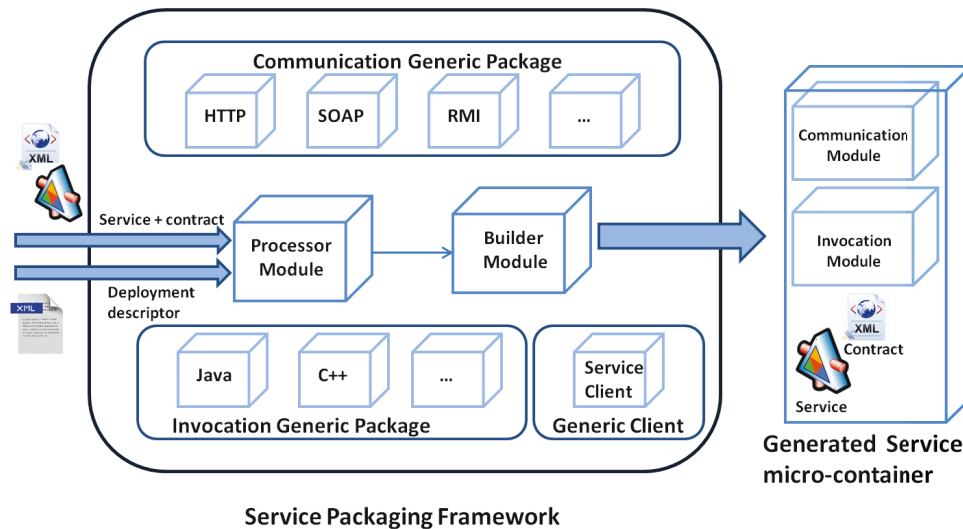 Communication Generic Package
HTTP
SOAP
RMI
...
XML
Service + contract
Processor
Module
Builder
Module
Deployment
descriptor
XML
Java
C++
...
Invocation Generic Package
Service
Client
Generic Client
Service Packaging Framework
Communication
Module
Invocation
Module
XML
Contract
Service
Generated Service
micro-container